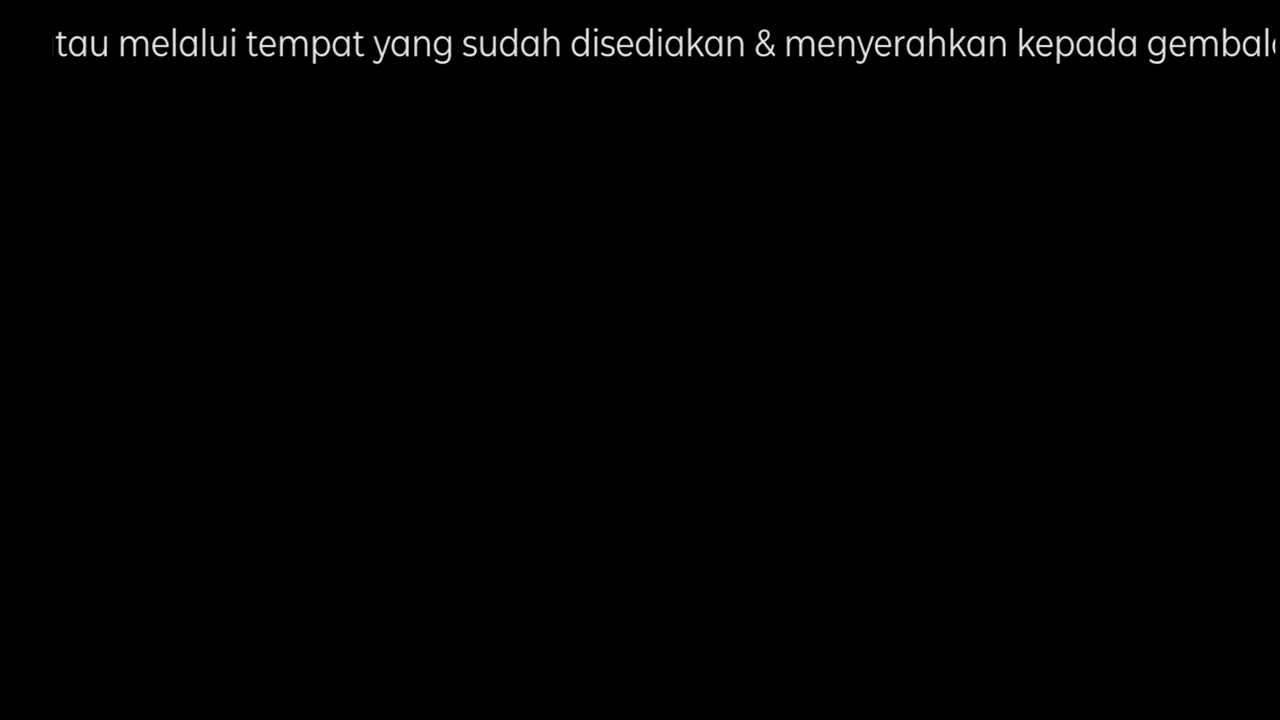 tau melalui tempat yang sudah disediakan & menyerahkan kepada gembal